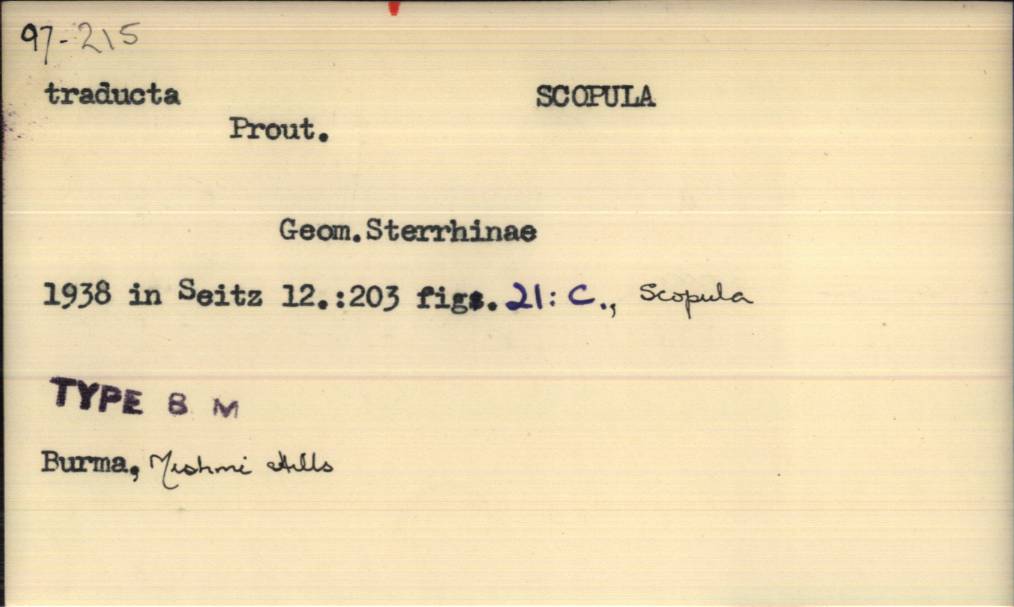 97-215
traducta SCOPULA
Prout.
Geom.Sterrhinae
1938 in Seitz 12.:203 figs. 21: C., Scopula
TYPE B M
Burma, Mishmi Hills